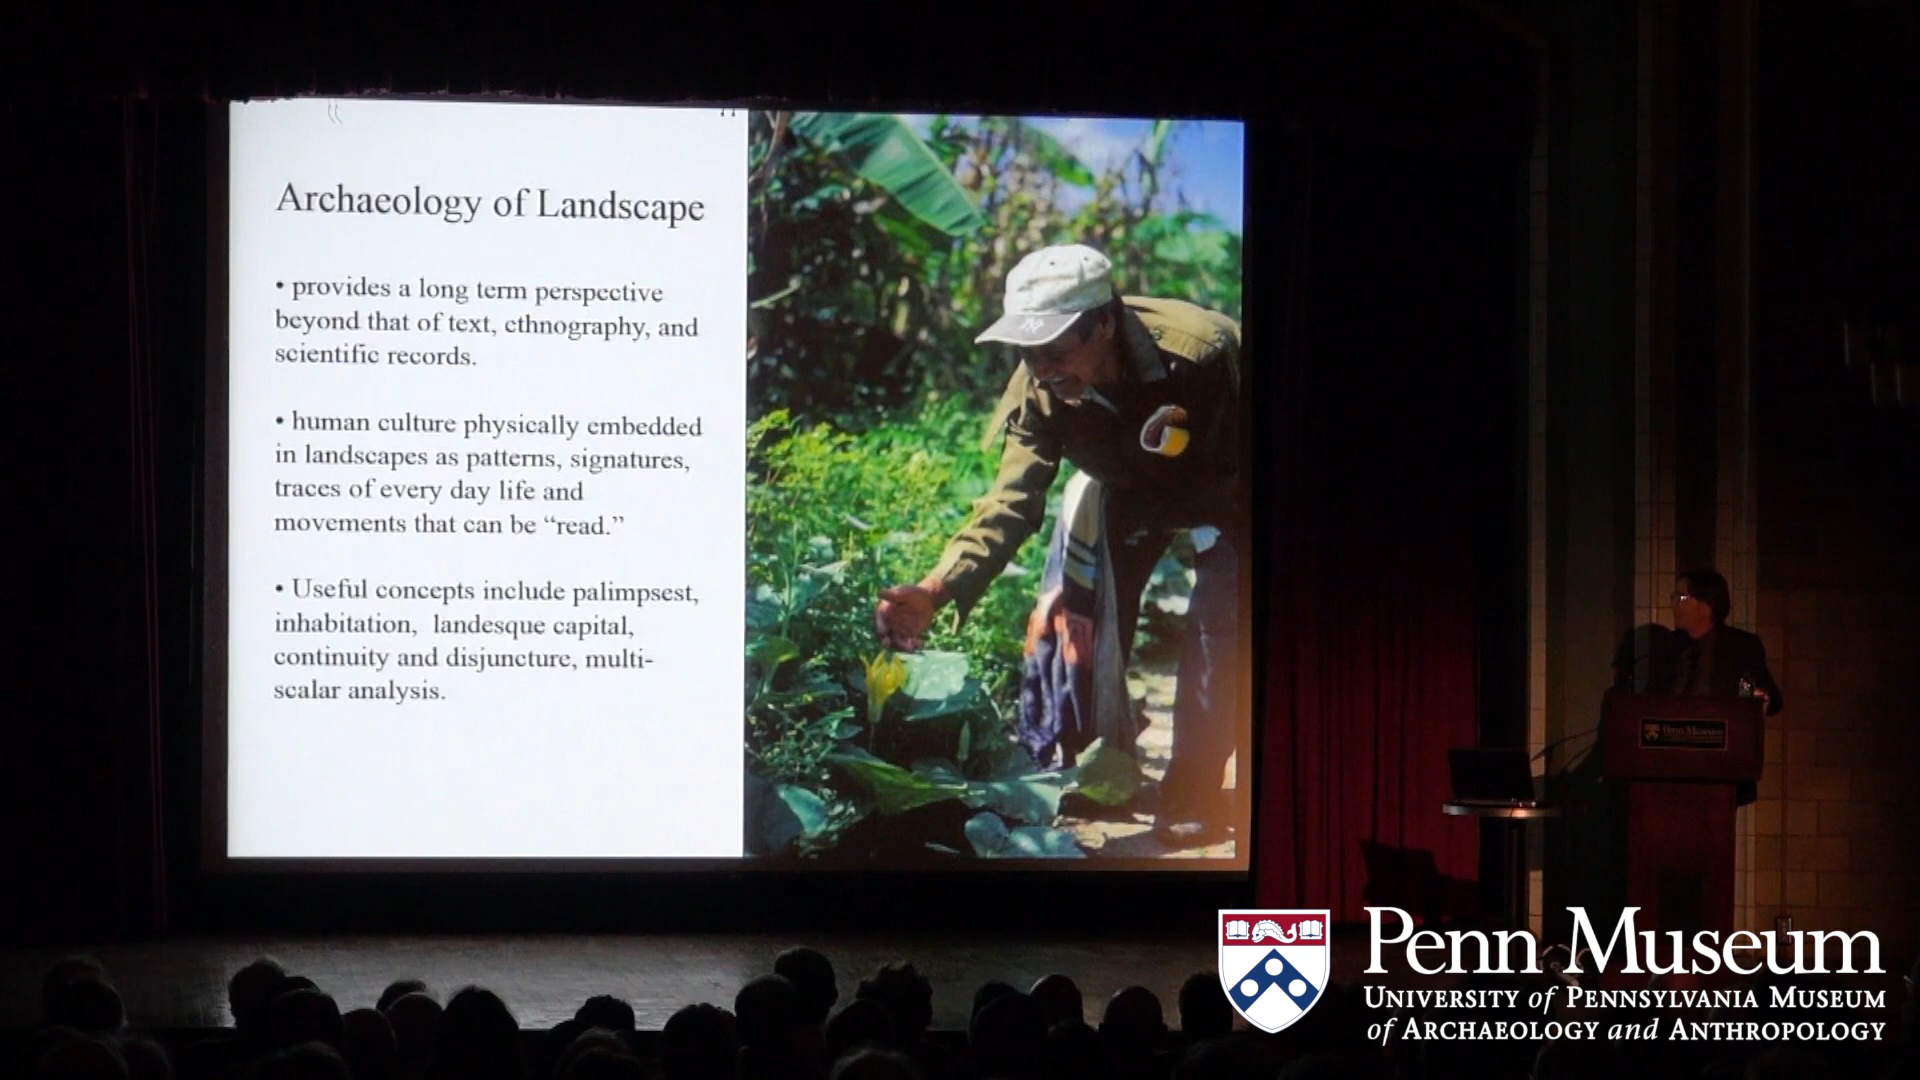 Archaeology of Landscape
• provides a long term perspective
beyond that of text, ethnography, and
scientific records.
• human culture physically embedded
in landscapes as patterns, signatures,
traces of every day life and
movements that can be “read.”
• Useful concepts include palimpsest,
inhabitation, landesque capital,
continuity and disjuncture, multi-
scalar analysis.
NY
Penn Museum
Penn Museum
University of Pennsylvania Museum
of Archaeology and Anthropology